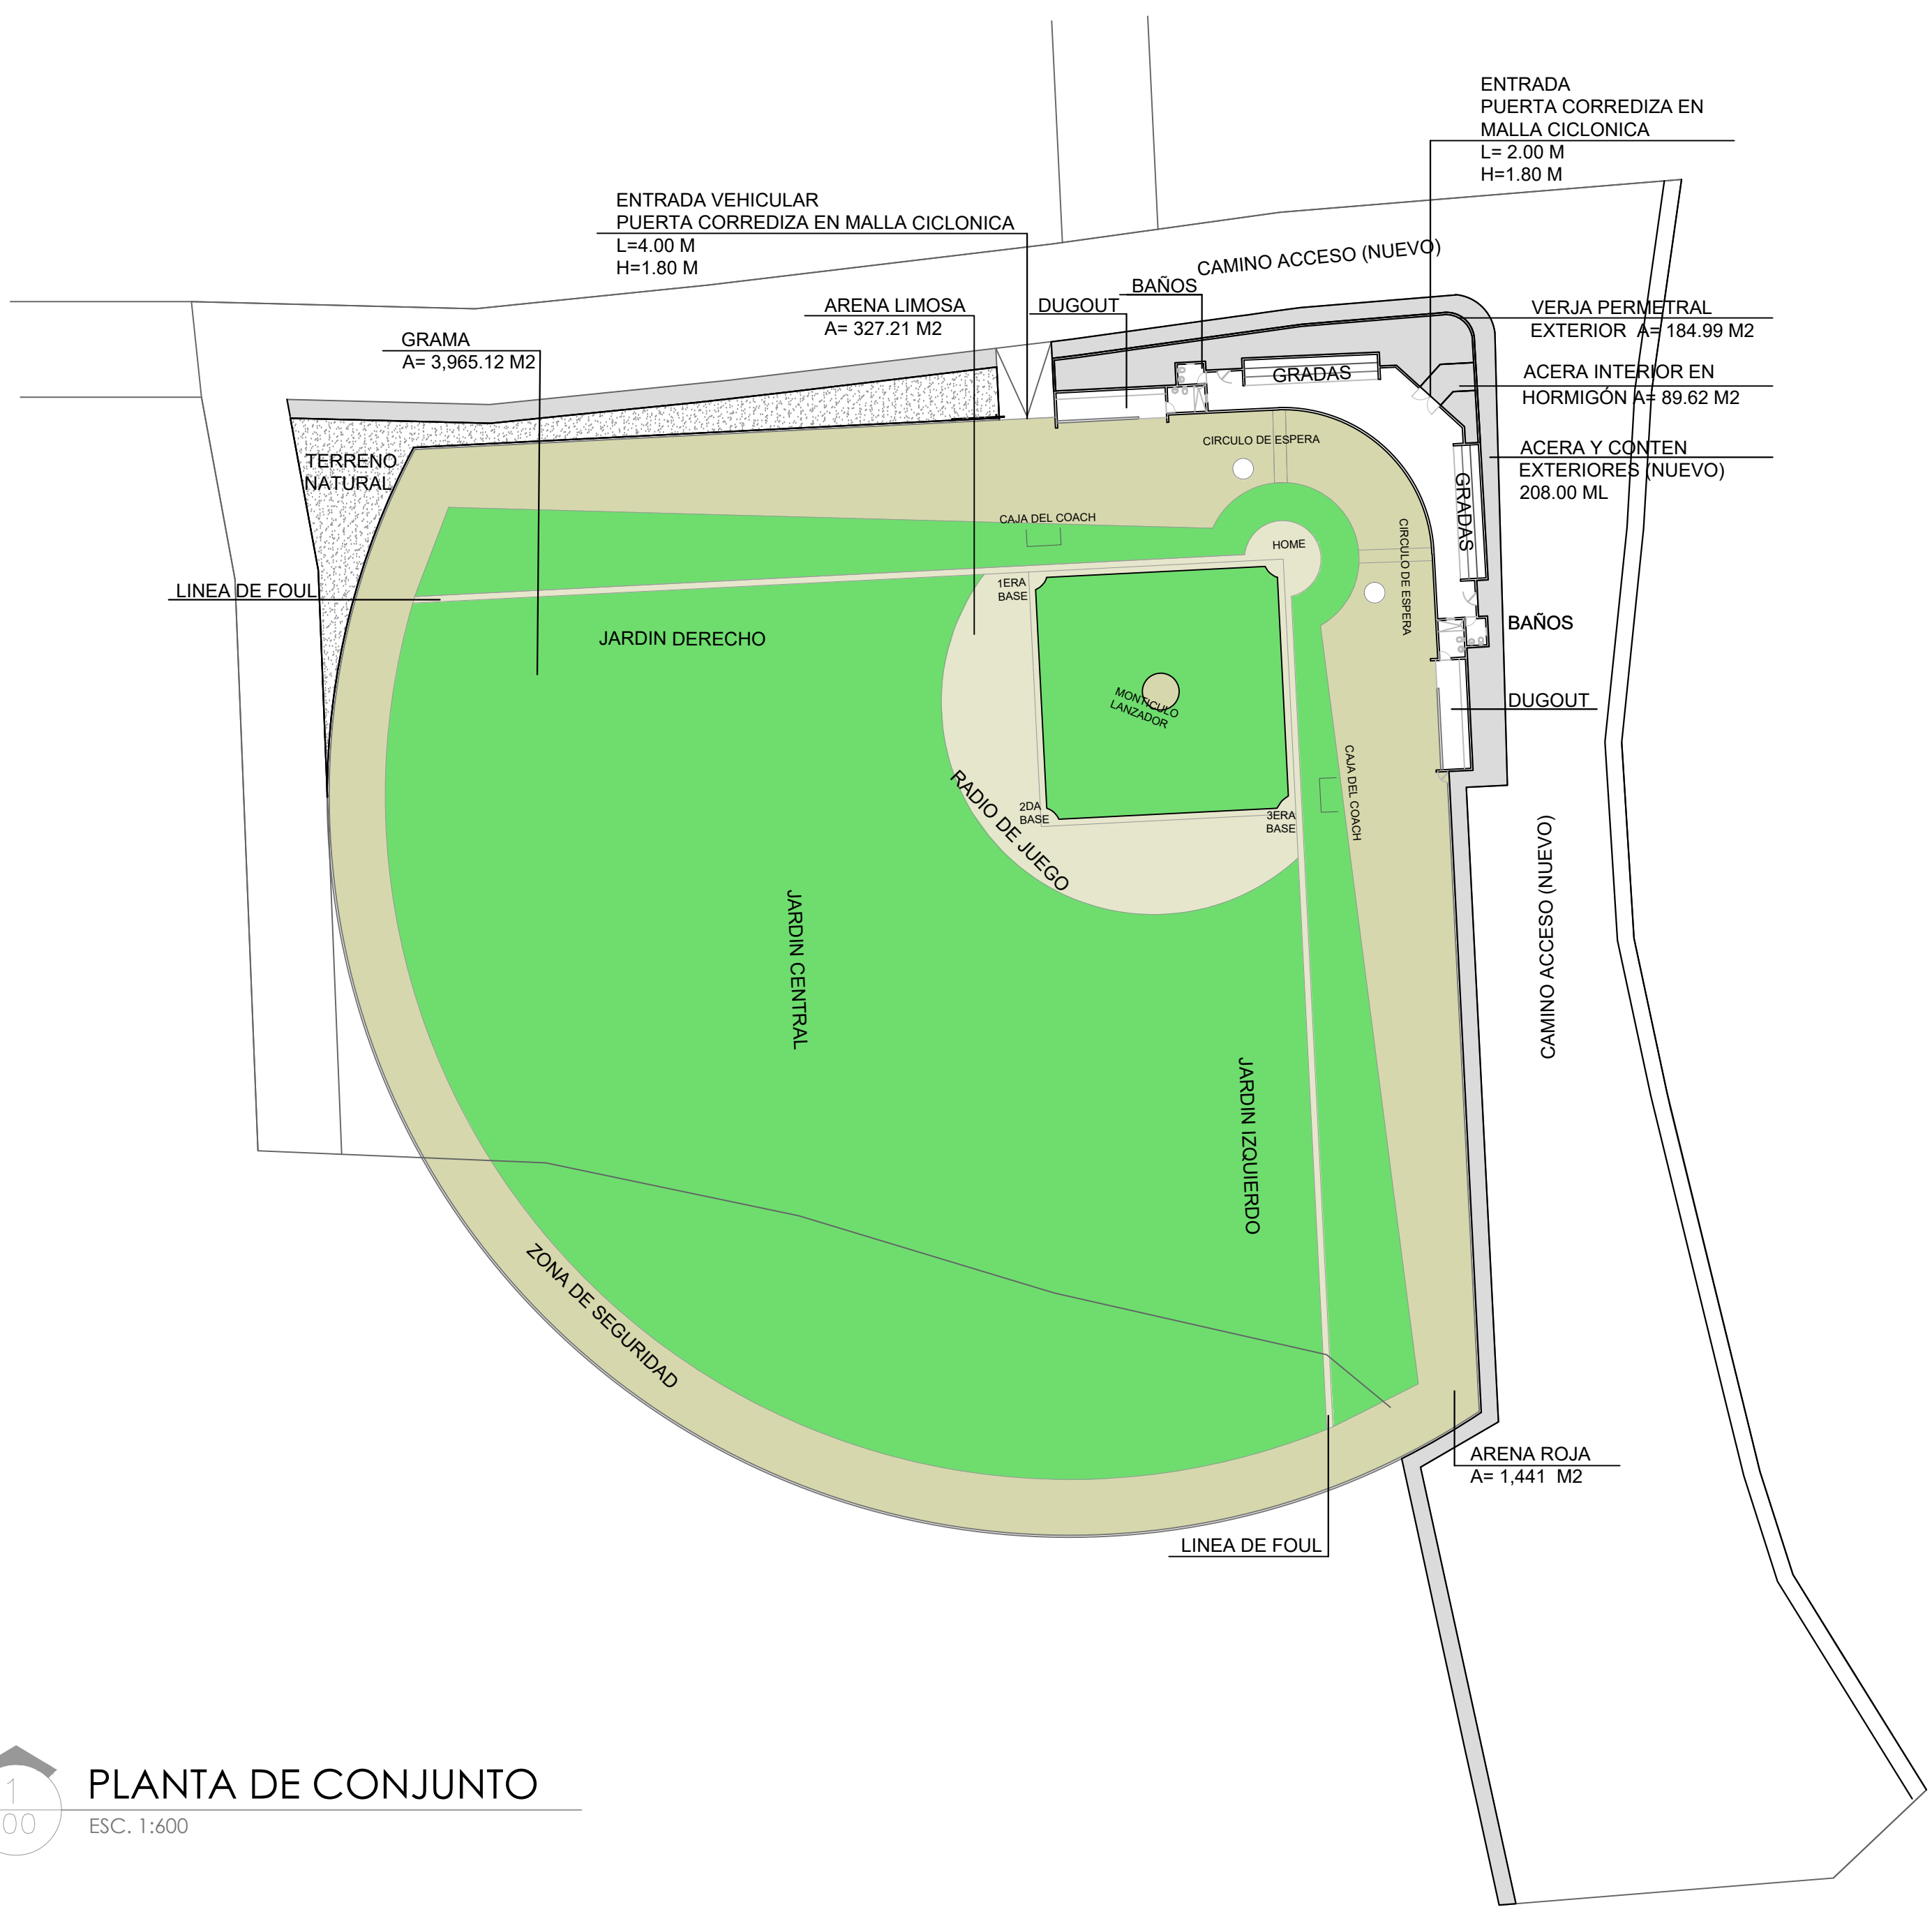 ENTRADA
PUERTA CORREDIZA EN
MALLA CICLONICA
L= 2.00 M
H=1.80 M
ENTRADA VEHICULAR
PUERTA CORREDIZA EN MALLA CICLONICA
L=4.00 M
H=1.80 M
CAMINO ACCESO (NUEVO)
BAÑOS
DUGOUT
ARENA LIMOSA
A= 327.21 M2
GRAMA
A= 3,965.12 M2
VERJA PERMETRAL
EXTERIOR A= 184.99 M2
ACERA INTERIOR EN
HORMIGÓN A= 89.62 M2
ACERA Y CONTEN
EXTERIORES (NUEVO)
208.00 ML
GRADAS
GRADAS
CIRCULO DE ESPERA
CIRCULO DE ESPERA
TERRENO
NATURAL
CAJA DEL COACH
HOME
LINEA DE FOUL
1ERA
BASE
JARDIN DERECHO
BAÑOS
DUGOUT
MONTICULO
LANZADOR
CAJA DEL COACH
RADIO DE JUEGO
2DA
BASE
3ERA
BASE
JARDIN CENTRAL
CAMINO ACCESO (NUEVO)
JARDIN IZQUIERDO
ZONA DE SEGURIDAD
ARENA ROJA
A= 1,441 M2
LINEA DE FOUL
1
00
PLANTA DE CONJUNTO
ESC. 1:600